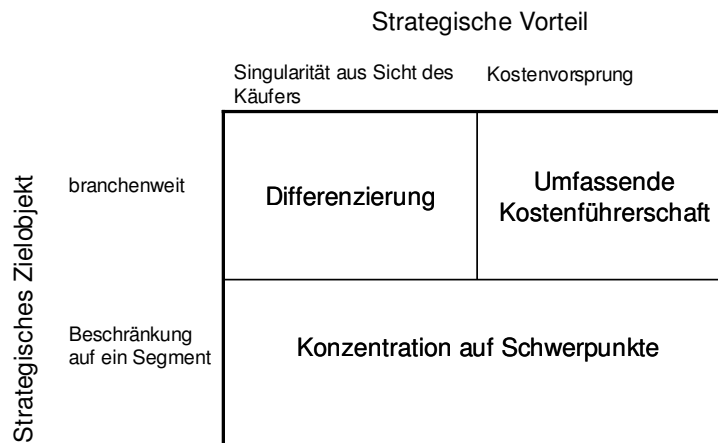 Strategische Vorteil
Singularität aus Sicht des
Käufers
Kostenvorsprung
Strategisches Zielobjekt
branchenweit
Differenzierung
Umfassende
Kostenführerschaft
Beschränkung
auf ein Segment
Konzentration auf Schwerpunkte